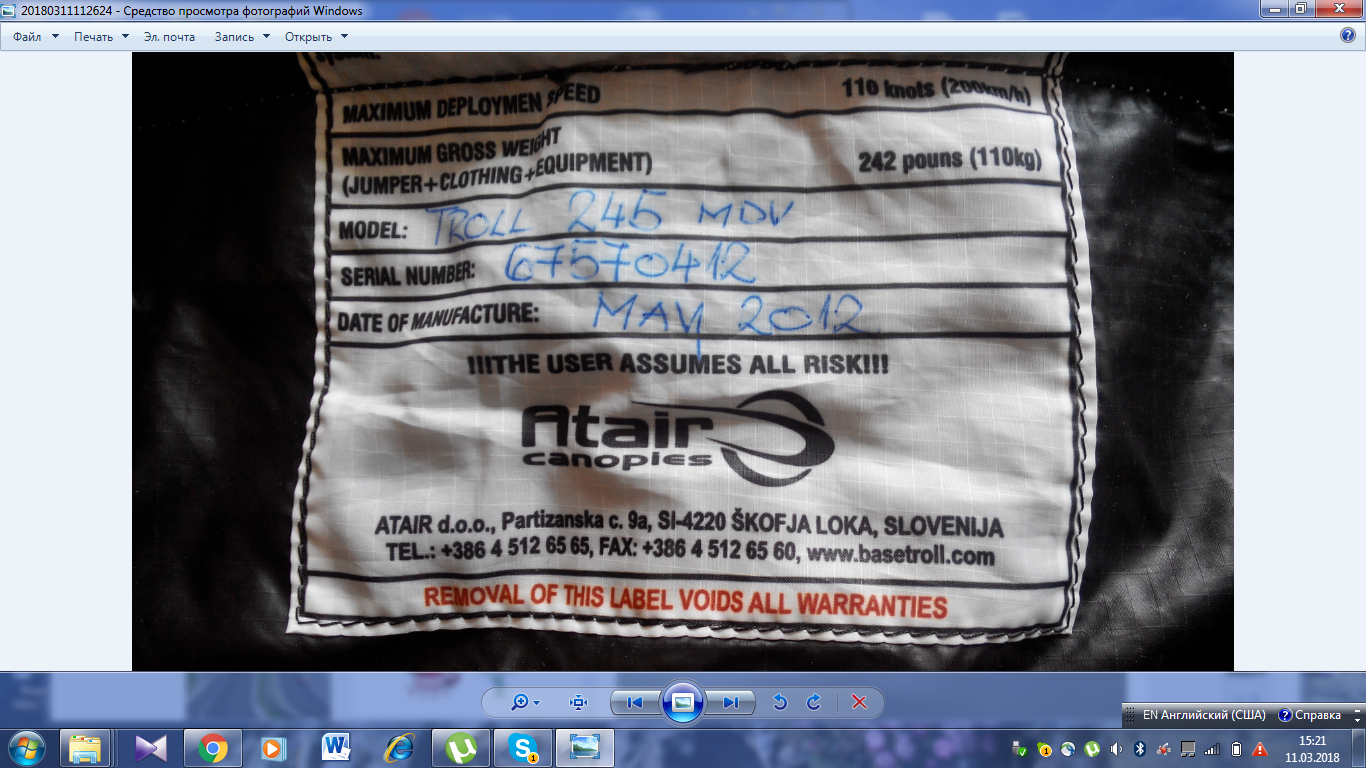 20180311112624 - Средство просмотра фотографий Windows
Файл Печать Эл. почта Запись Открыть
MAXIMUM DEPLOYMEN SPEED 110 knots (200km/h)
MAXIMUM GROSS WEIGHT
(JUMPER+CLOTHING+EQUIPMENT) 242 pouns (110kg)
MODEL: TROLL 245 MDV
SERIAL NUMBER: 67570412
DATE OF MANUFACTURE: MAY 2012
!!!THE USER ASSUMES ALL RISK!!!
Atair
canopies
ATAIR d.o.o., Partizanska c. 9a, SI-4220 ŠKOFJA LOKA, SLOVENIJA
TEL.: +386 4 512 65 65, FAX: +386 4 512 65 60, www.basetroll.com
REMOVAL OF THIS LABEL VOIDS ALL WARRANTIES
EN Английский (США) Справка
15:21
11.03.2018